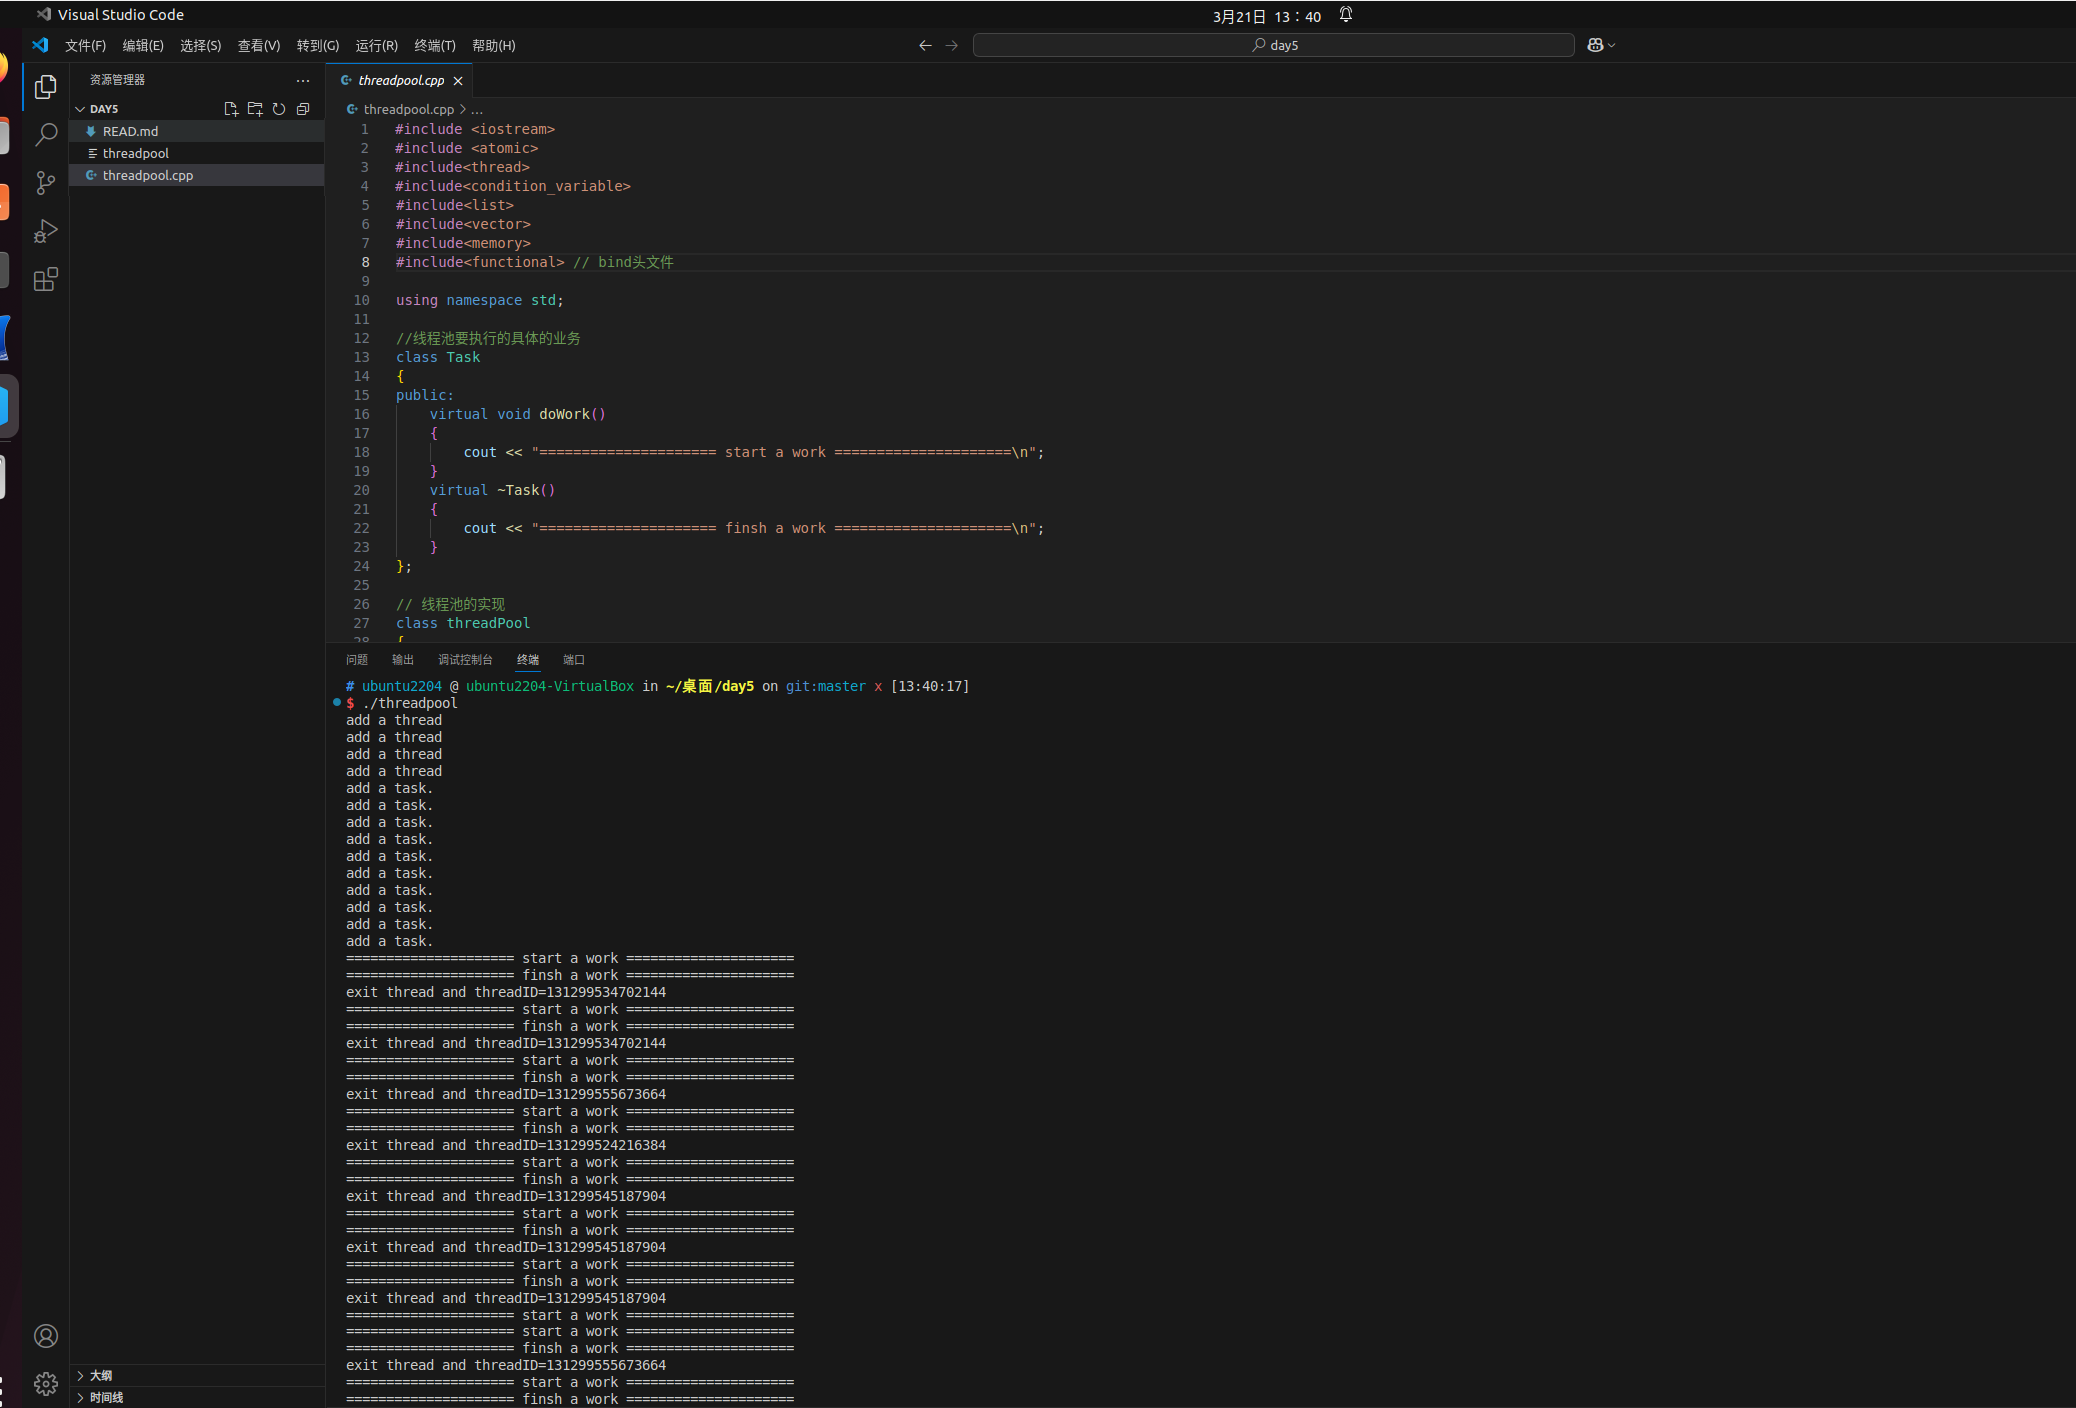 Visual Studio Code
3月21日 13：40
文件(F) 编辑(E) 选择(S) 查看(V) 转到(G) 运行(R) 终端(T) 帮助(H)
day5
资源管理器
threadpool.cpp
DAY5
READ.md
threadpool
threadpool.cpp
threadpool.cpp > ...
1 #include <iostream>
2 #include <atomic>
3 #include<thread>
4 #include<condition_variable>
5 #include<list>
6 #include<vector>
7 #include<memory>
8 #include<functional> // bind头文件
9
10 using namespace std;
11
12 //线程池要执行的具体的业务
13 class Task
14 {
15 public:
16 virtual void doWork()
17 {
18 cout << "===================== start a work =====================\n";
19 }
20 virtual ~Task()
21 {
22 cout << "===================== finsh a work =====================\n";
23 }
24 };
25
26 // 线程池的实现
27 class threadPool
28 {
问题 输出 调试控制台 终端 端口
# ubuntu2204 @ ubuntu2204-VirtualBox in ~/桌面/day5 on git:master x [13:40:17]
$ ./threadpool
add a thread
add a thread
add a thread
add a thread
add a task.
add a task.
add a task.
add a task.
add a task.
add a task.
add a task.
add a task.
add a task.
add a task.
===================== start a work =====================
===================== finsh a work =====================
exit thread and threadID=131299534702144
===================== start a work =====================
===================== finsh a work =====================
exit thread and threadID=131299534702144
===================== start a work =====================
===================== finsh a work =====================
exit thread and threadID=131299555673664
===================== start a work =====================
===================== finsh a work =====================
exit thread and threadID=131299524216384
===================== start a work =====================
===================== finsh a work =====================
exit thread and threadID=131299545187904
===================== start a work =====================
===================== finsh a work =====================
exit thread and threadID=131299545187904
===================== start a work =====================
===================== finsh a work =====================
exit thread and threadID=131299545187904
===================== start a work =====================
===================== start a work =====================
===================== finsh a work =====================
exit thread and threadID=131299555673664
===================== start a work =====================
===================== finsh a work =====================
大纲
时间线